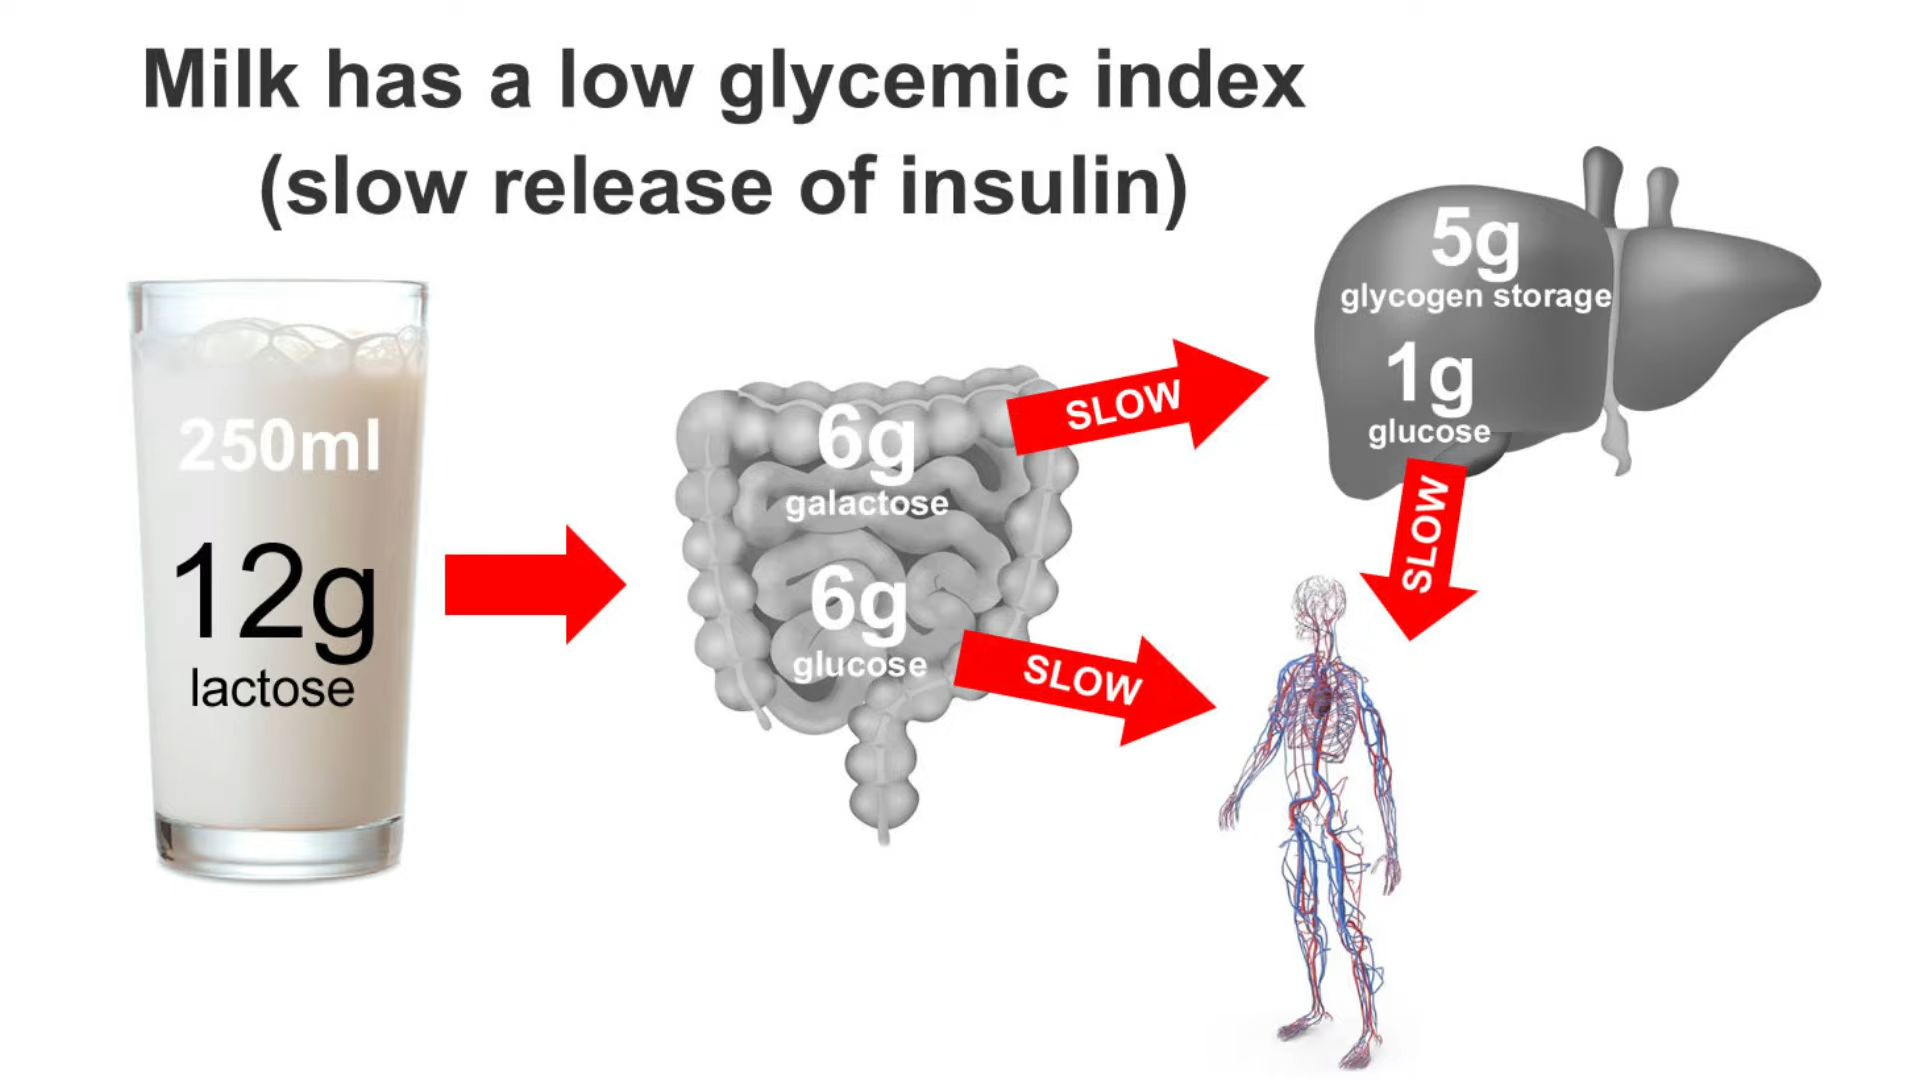 Milk has a low glycemic index
(slow release of insulin)
250ml
12g
lactose
6g
galactose
6g
glucose
SLOW
SLOW
5g
glycogen storage
1g
glucose
SLOW